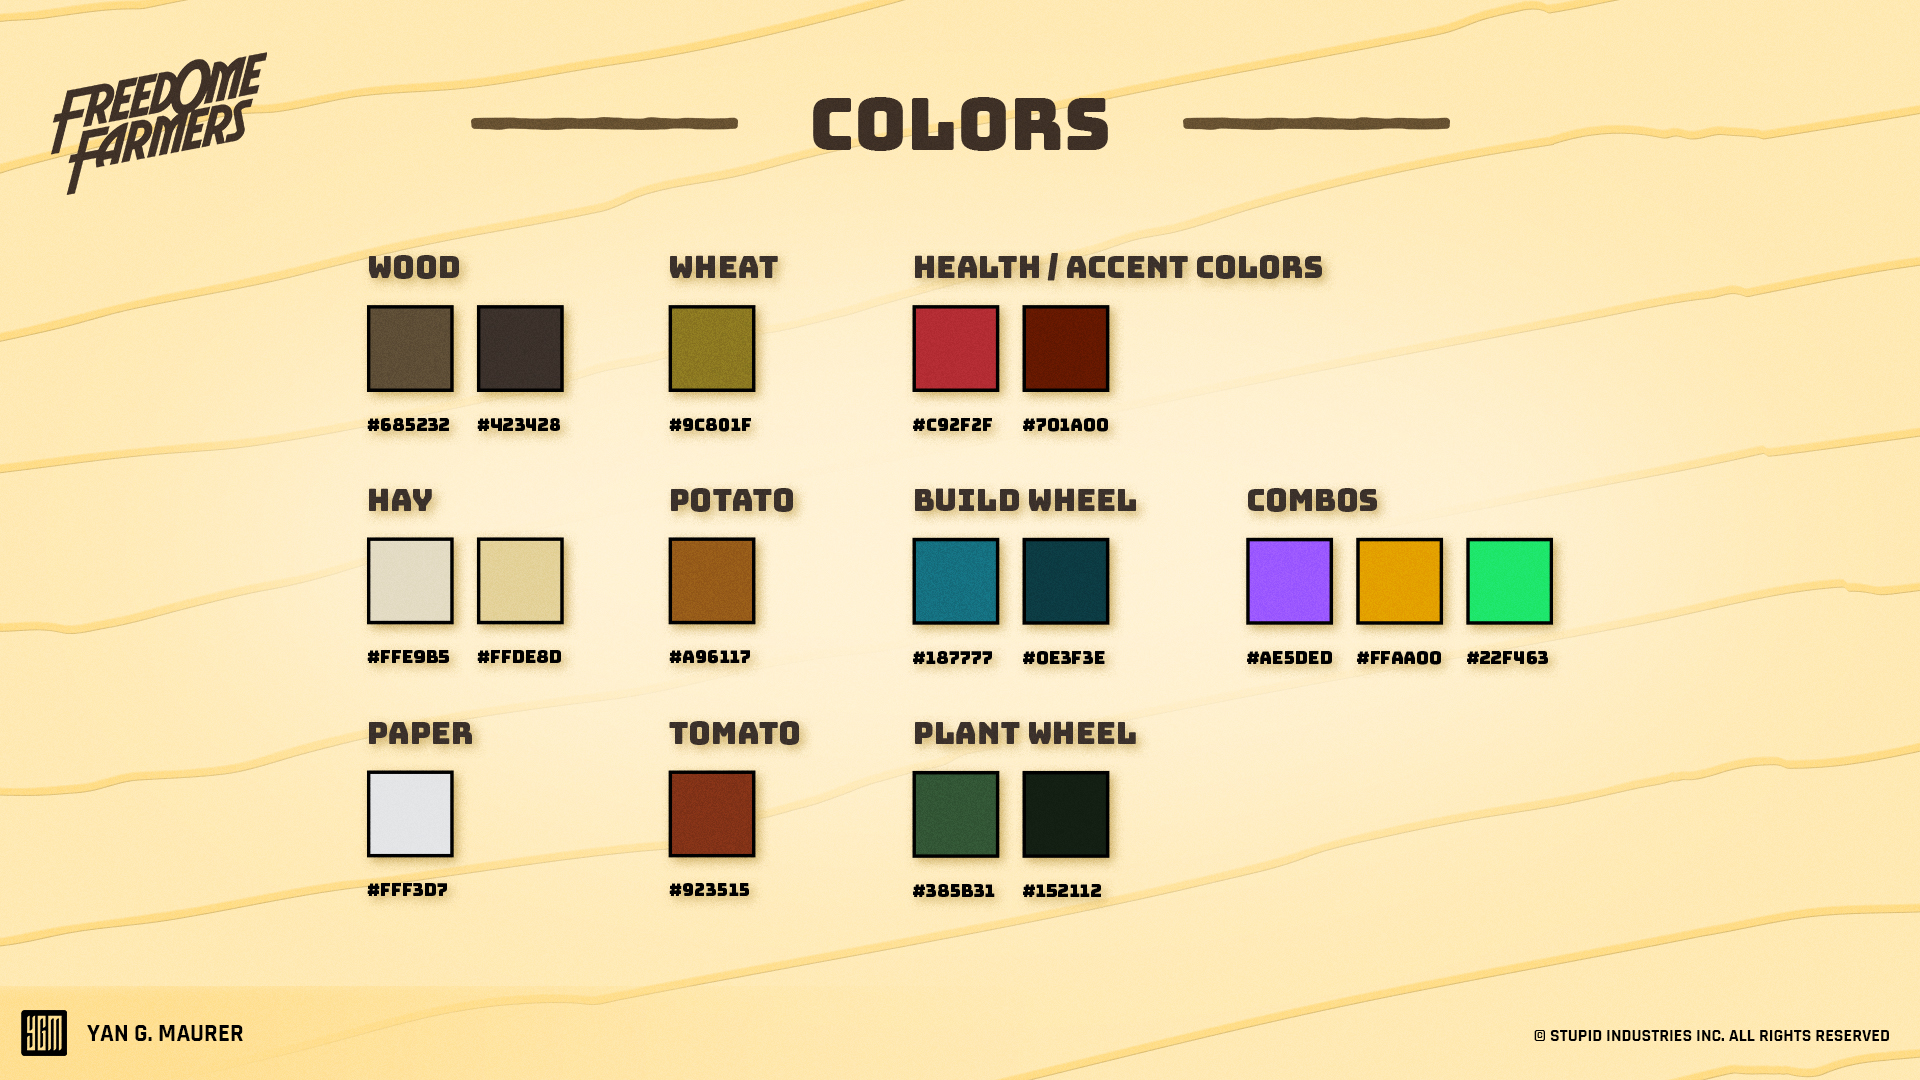 FREEDOME
FARMERS
COLORS
WOOD
#685232 #423428
WHEAT
#9C801F
HEALTH / ACCENT COLORS
#C92F2F #701A00
HAY
#FFE9B5 #FFDE8D
POTATO
#A96117
BUILD WHEEL
#187777 #0E3F3E
COMBOS
#AE5DED #FFAA00 #22F463
PAPER
#FFF3D7
TOMATO
#923515
PLANT WHEEL
#385B31 #152112
YGM
YAN G. MAURER
© STUPID INDUSTRIES INC. ALL RIGHTS RESERVED